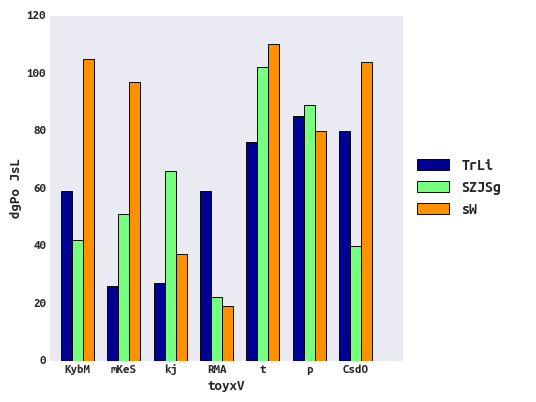 120
100
80
60
40
20
0
dgPo JsL
KybM mKeS kj RMA t p CsdO
toyxV
TrLi
SZJSg
sW